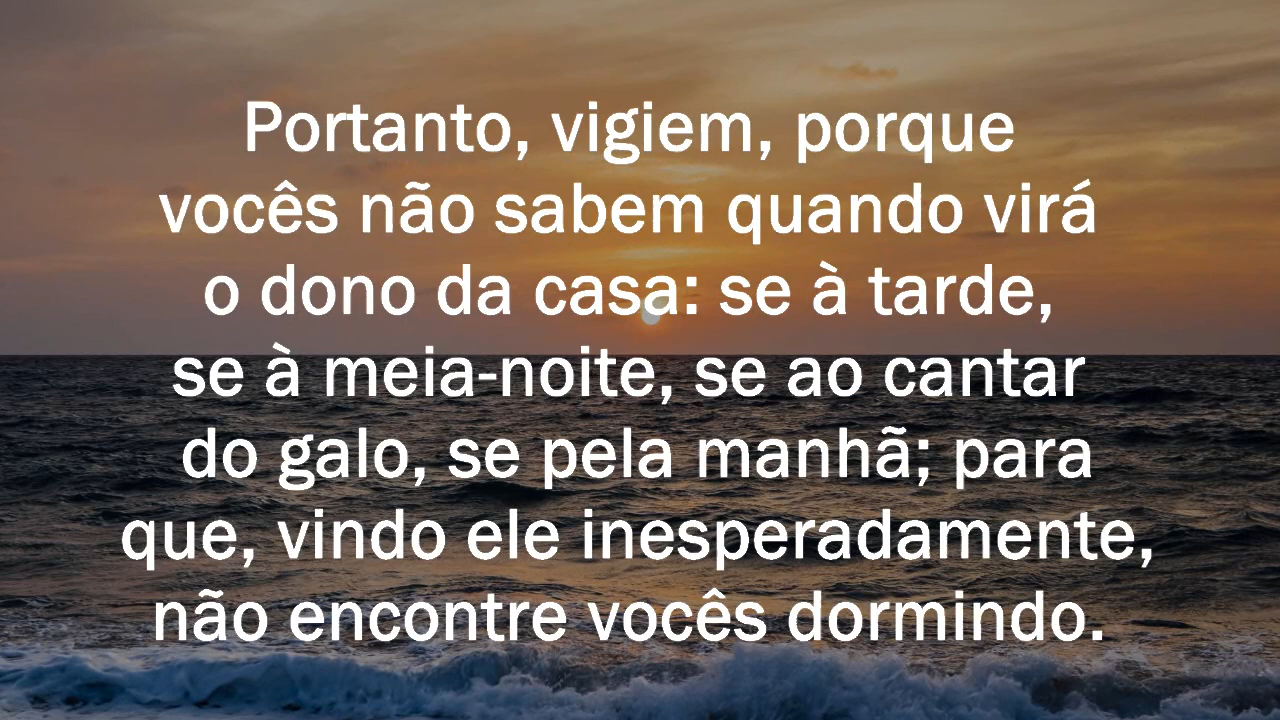 Portanto, vigiem, porque
vocês não sabem quando virá
o dono da casa: se à tarde,
se à meia-noite, se ao cantar
do galo, se pela manhã; para
que, vindo ele inesperadamente,
não encontre vocês dormindo.